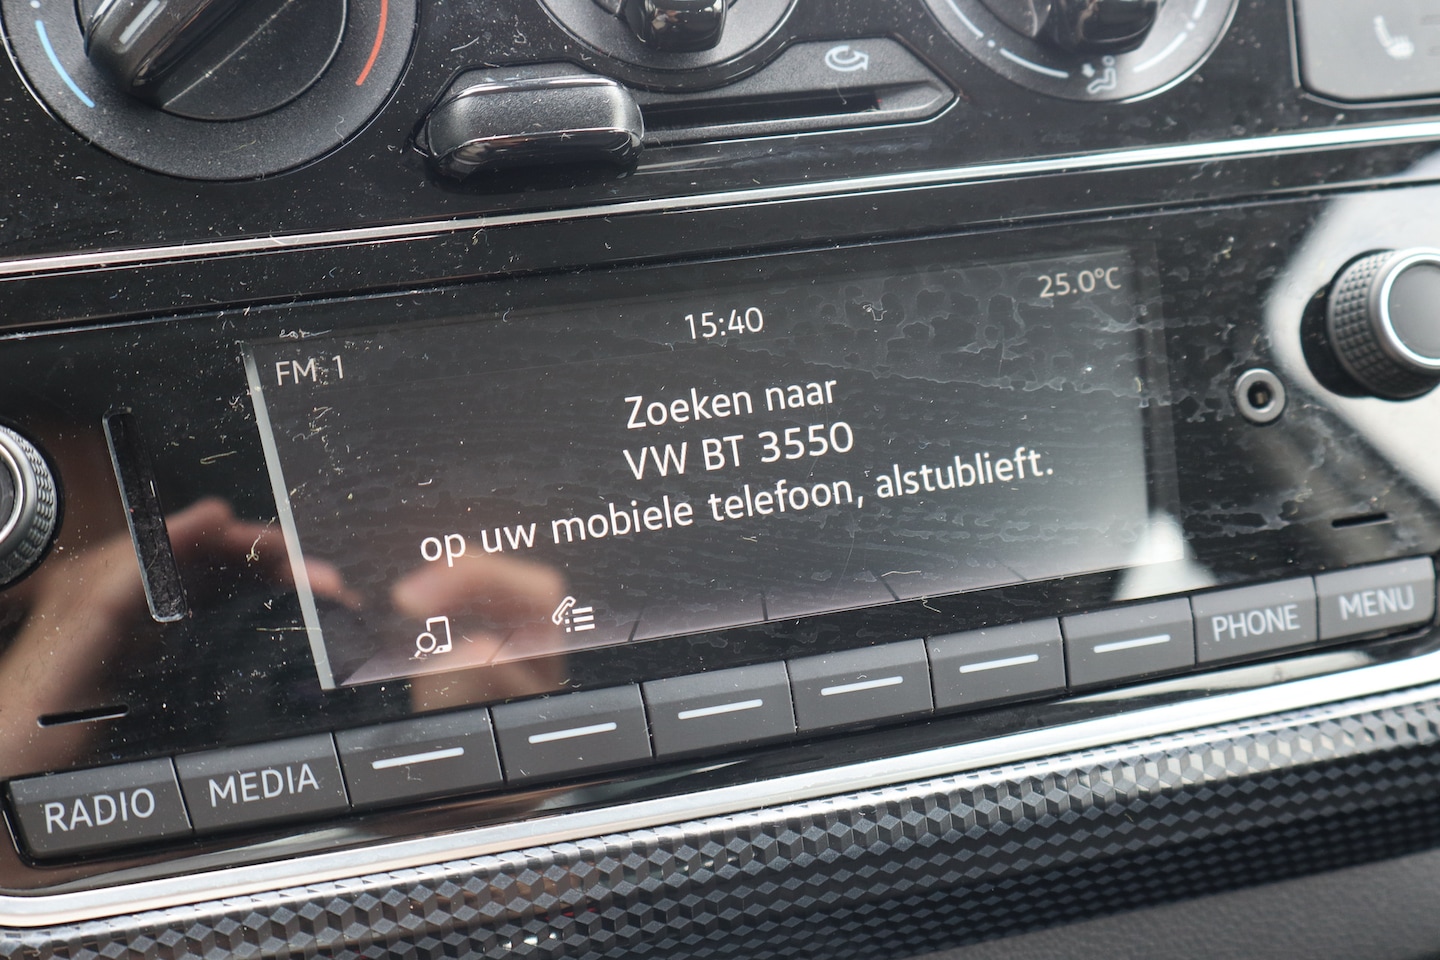 25.0°C
15:40
FM 1
Zoeken naar
VW BT 3550
op uw mobiele telefoon, alstublieft.
RADIO MEDIA PHONE MENU